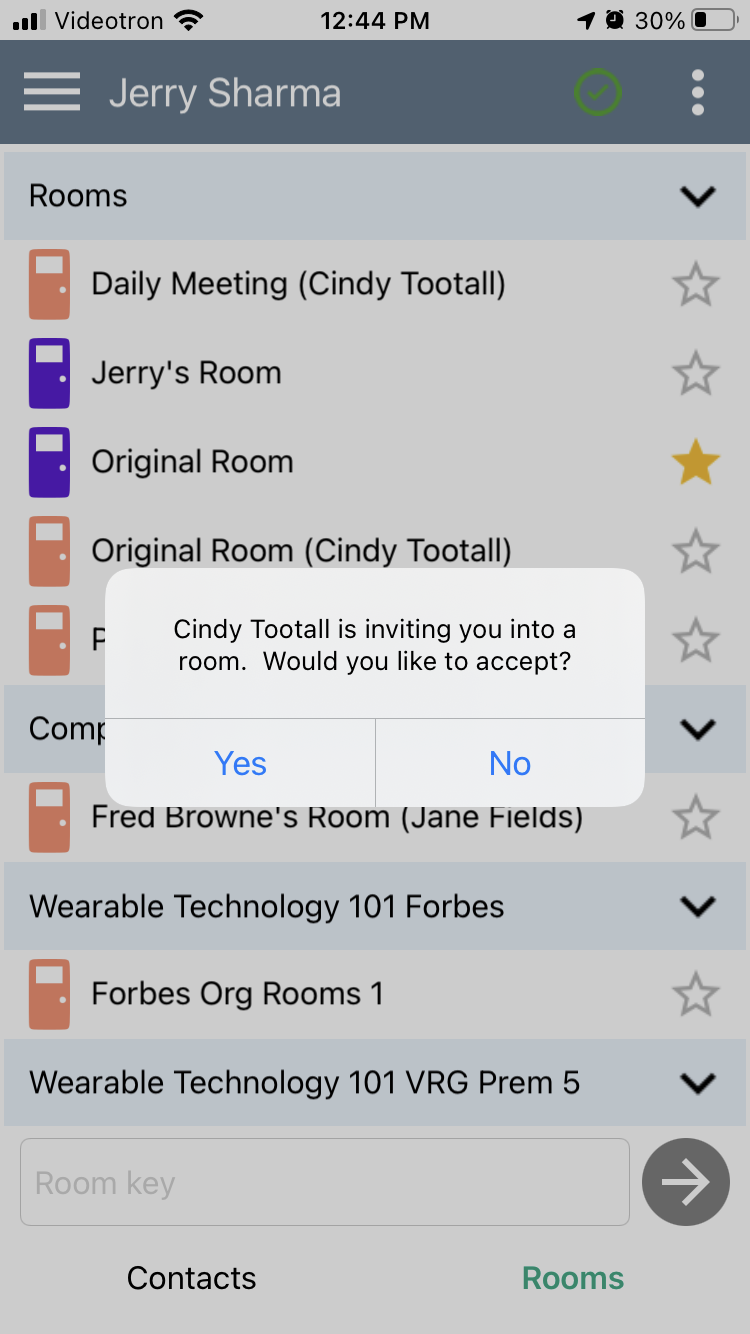 Videotron 12:44 PM 30%
Jerry Sharma
Rooms
Daily Meeting (Cindy Tootall)
Jerry's Room
Original Room
Original Room (Cindy Tootall)
Cindy Tootall is inviting you into a
room.  Would you like to accept?
Yes No
Fred Browne's Room (Jane Fields)
Wearable Technology 101 Forbes
Forbes Org Rooms 1
Wearable Technology 101 VRG Prem 5
Room key
Contacts Rooms